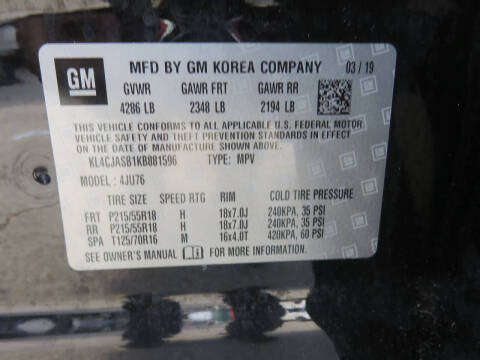 GM
MFD BY GM KOREA COMPANY 03/19
GVWR GAWR FRT GAWR RR
4286 LB 2348 LB 2194 LB
THIS VEHICLE CONFORMS TO ALL APPLICABLE U.S. FEDERAL MOTOR
VEHICLE SAFETY AND THEFT PREVENTION STANDARDS IN EFFECT
ON THE DATE OF MANUFACTURE SHOWN ABOVE.
KL4CJASB1KB881596 TYPE: MPV
MODEL: 4JU76
TIRE SIZE SPEED RTG RIM COLD TIRE PRESSURE
FRT P215/55R18 H 18x7.0J 240KPA, 35 PSI
RR P215/55R18 H 18x7.0J 240KPA, 35 PSI
SPA T125/70R16 M 16x4.0T 420KPA, 60 PSI
SEE OWNER'S MANUAL FOR MORE INFORMATION.